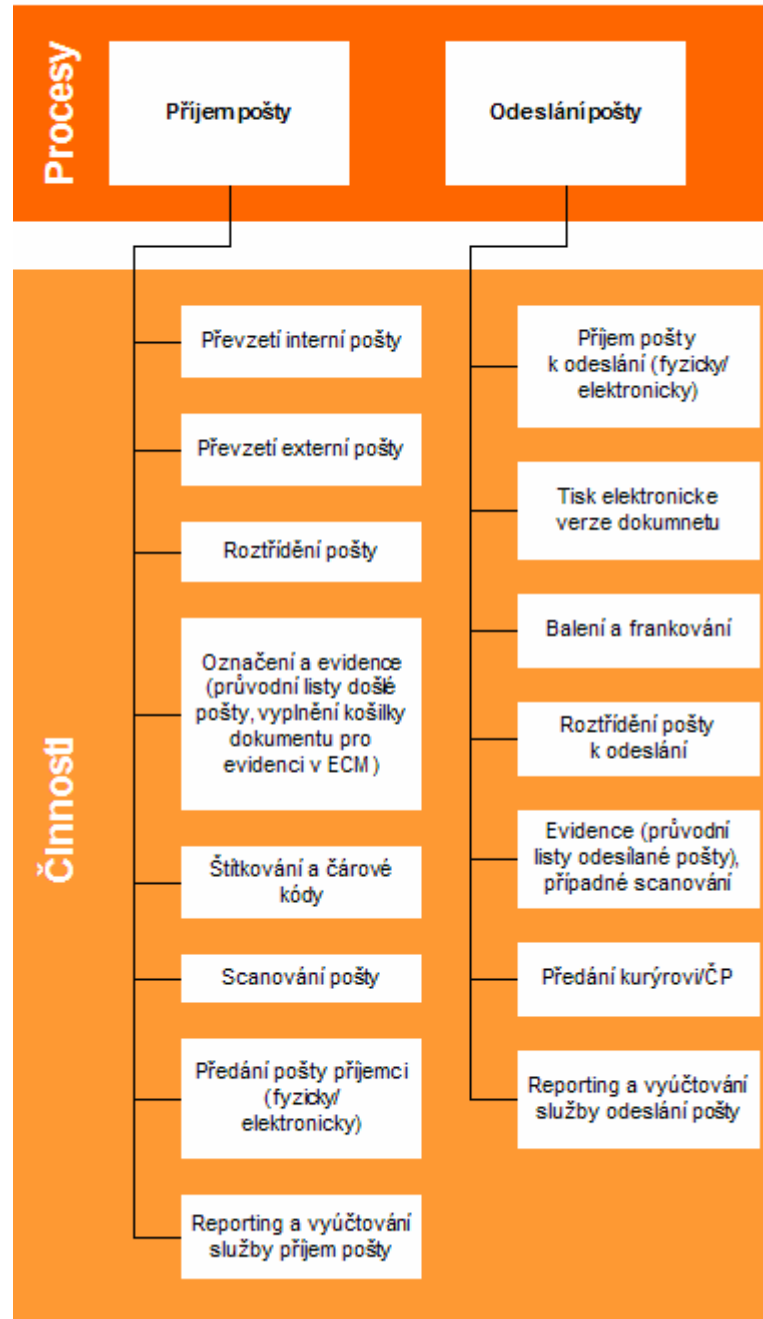 Procesy
Příjem pošty
Odeslání pošty
Činnosti
Převzetí interní pošty
Převzetí externí pošty
Roztřídění pošty
Označení a evidence
(průvodní listy došlé
pošty, vyplnění košilky
dokumentu pro
evidenci v ECM)
Štítkování a čárové
kódy
Scanování pošty
Předání pošty příjemci
(fyzicky/
elektronicky)
Reporting a vyúčtování
služby příjem pošty
Příjem pošty
k odeslání (fyzicky/
elektronicky)
Tisk elektronicke
verze dokumnetu
Balení a frankování
Roztřídění pošty
k odeslání
Evidence (průvodní
listy odesílané pošty),
případné scanování
Předání kurýrovi/ČP
Reporting a vyúčtování
služby odeslání pošty